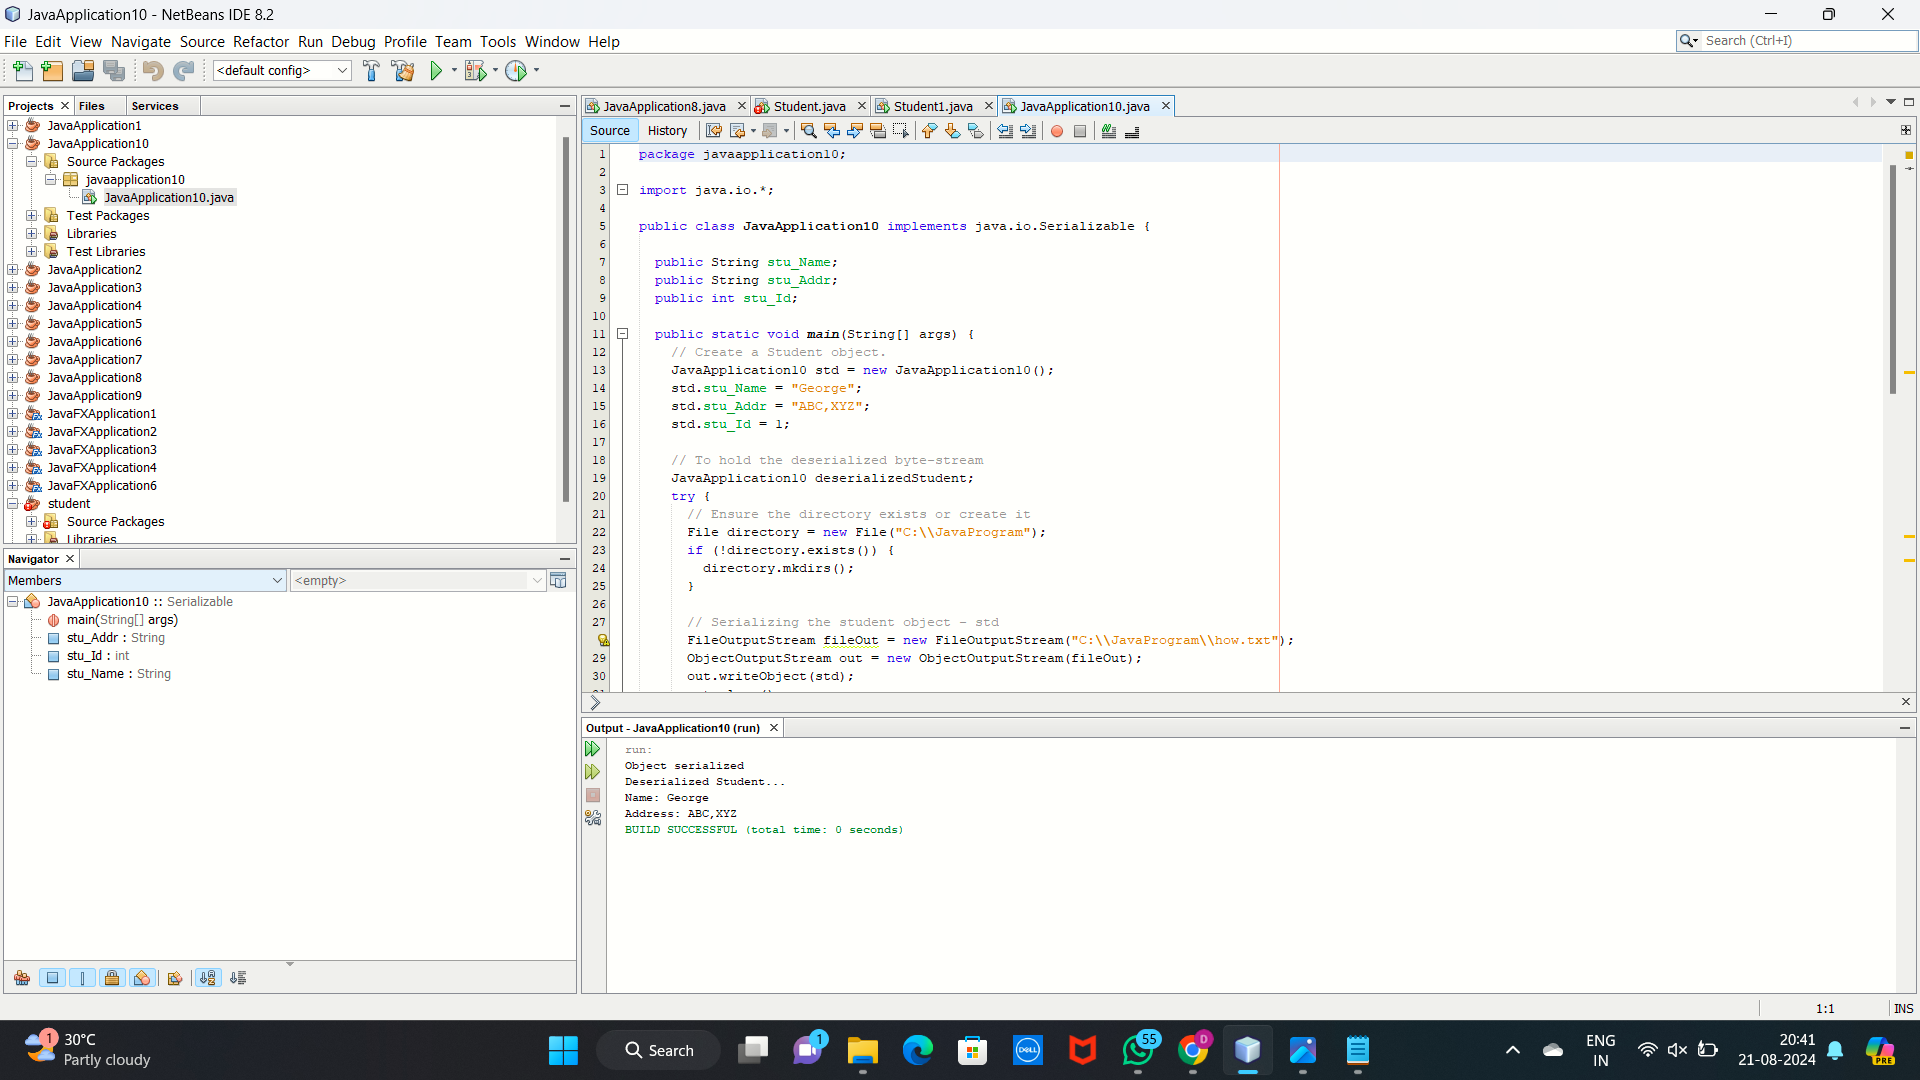 JavaApplication10 - NetBeans IDE 8.2
File Edit View Navigate Source Refactor Run Debug Profile Team Tools Window Help
Search (Ctrl+I)
<default config>
Projects Files Services
JavaApplication1
JavaApplication10
Source Packages
javaapplication10
JavaApplication10.java
Test Packages
Libraries
Test Libraries
JavaApplication2
JavaApplication3
JavaApplication4
JavaApplication5
JavaApplication6
JavaApplication7
JavaApplication8
JavaApplication9
JavaFXApplication1
JavaFXApplication2
JavaFXApplication3
JavaFXApplication4
JavaFXApplication6
student
Source Packages
Libraries
Navigator
Members <empty>
JavaApplication10 :: Serializable
main(String[] args)
stu_Addr : String
stu_Id : int
stu_Name : String
JavaApplication8.java Student.java Student1.java JavaApplication10.java
Source History
1 package javaapplication10;
2
3 import java.io.*;
4
5 public class JavaApplication10 implements java.io.Serializable {
6
7 public String stu_Name;
8 public String stu_Addr;
9 public int stu_Id;
10
11 public static void main(String[] args) {
12 // Create a Student object.
13 JavaApplication10 std = new JavaApplication10();
14 std.stu_Name = "George";
15 std.stu_Addr = "ABC,XYZ";
16 std.stu_Id = 1;
17
18 // To hold the deserialized byte-stream
19 JavaApplication10 deserializedStudent;
20 try {
21 // Ensure the directory exists or create it
22 File directory = new File("C:\\JavaProgram");
23 if (!directory.exists()) {
24 directory.mkdirs();
25 }
26
27 // Serializing the student object - std
FileOutputStream fileOut = new FileOutputStream("C:\\JavaProgram\\how.txt");
29 ObjectOutputStream out = new ObjectOutputStream(fileOut);
30 out.writeObject(std);
Output - JavaApplication10 (run)
run:
Object serialized
Deserialized Student...
Name: George
Address: ABC,XYZ
BUILD SUCCESSFUL (total time: 0 seconds)
1:1 INS
1
30°C
Partly cloudy
Search
1
DELL
55
D
ENG
IN
20:41
21-08-2024
PRE